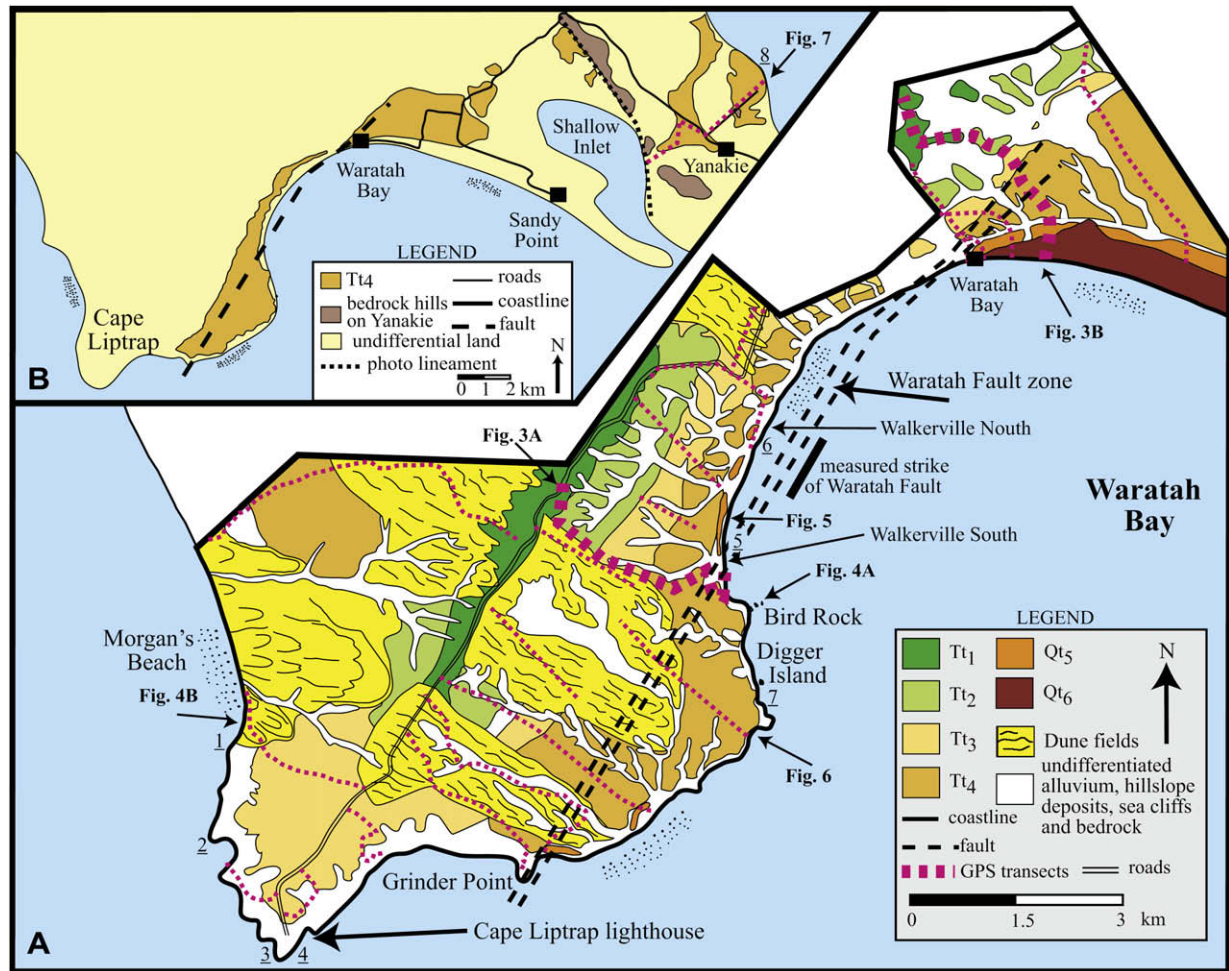 Fig. 7
8
Shallow
Inlet
Waratah
Bay
Yanakie
Sandy
Point
LEGEND
Tt4
roads
bedrock hills
on Yanakie
coastline
fault
undifferential land
photo lineament
N
0 1 2 km
Cape
Liptrap
B
Waratah
Bay
Fig. 3B
Waratah Fault zone
Fig. 3A
Walkerville Nouth
6
measured strike
of Waratah Fault
Waratah
Bay
Fig. 5
5
Walkerville South
Fig. 4A
Bird Rock
Digger
Island
7
Morgan's
Beach
Fig. 4B
1
Fig. 6
2
Grinder Point
Cape Liptrap lighthouse
3 4
A
LEGEND
Tt1
Qt5
N
Tt2
Qt6
Tt3
Dune fields
Tt4
undifferentiated
alluvium, hillslope
deposits, sea cliffs
and bedrock
coastline
fault
GPS transects
roads
0 1.5 3
km